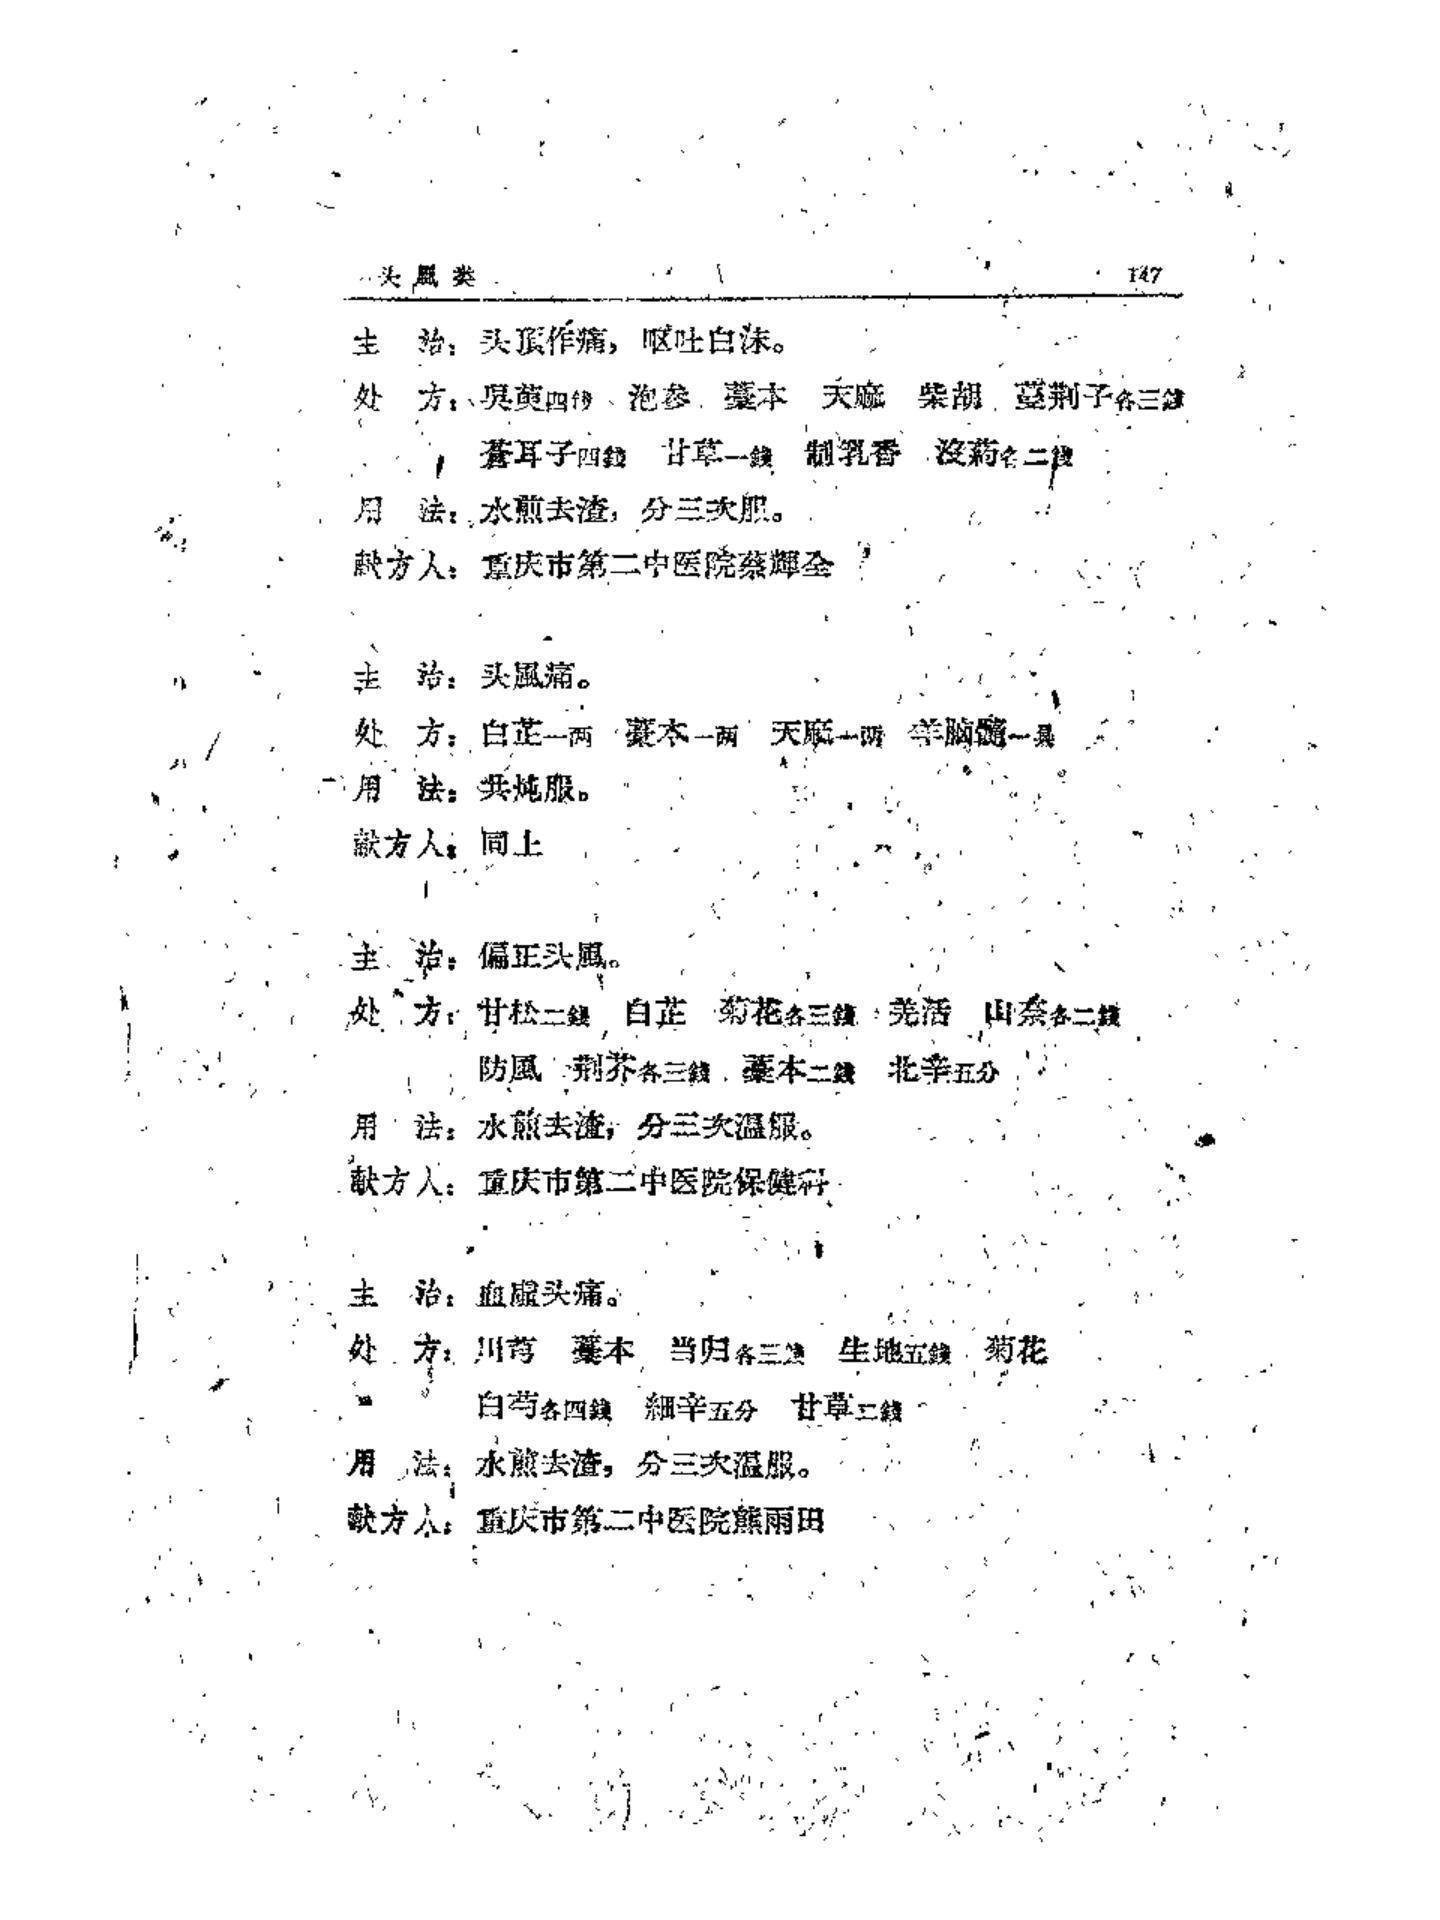 头風类 147
主 治：头頂作痛，呕吐白沫。
处 方：吳萸四錢 泡参 藁本 天麻 柴胡 蔓荆子各三錢
蒼耳子四錢 甘草一錢 制乳香 沒葯各二錢
用 法：水煎去渣，分三次服。
献方人：重庆市第二中医院蔡輝全
主 治：头風痛。
处 方：白芷一两 藁本一两 天麻一两 羊脑髓一具
用 法：共炖服。
献方人：同上
主 治：偏正头風。
处 方：甘松二錢 白芷 菊花各三錢 羌活 山奈各二錢
防風 荆芥各三錢 藁本二錢 北辛五分
用 法：水煎去渣，分三次温服。
献方人：重庆市第二中医院保健科
主 治：血虛头痛。
处 方：川芎 藁本 当归各三錢 生地五錢 菊花
白芍各四錢 細辛五分 甘草二錢
用 法：水煎去渣，分三次温服。
献方人：重庆市第二中医院熊雨田